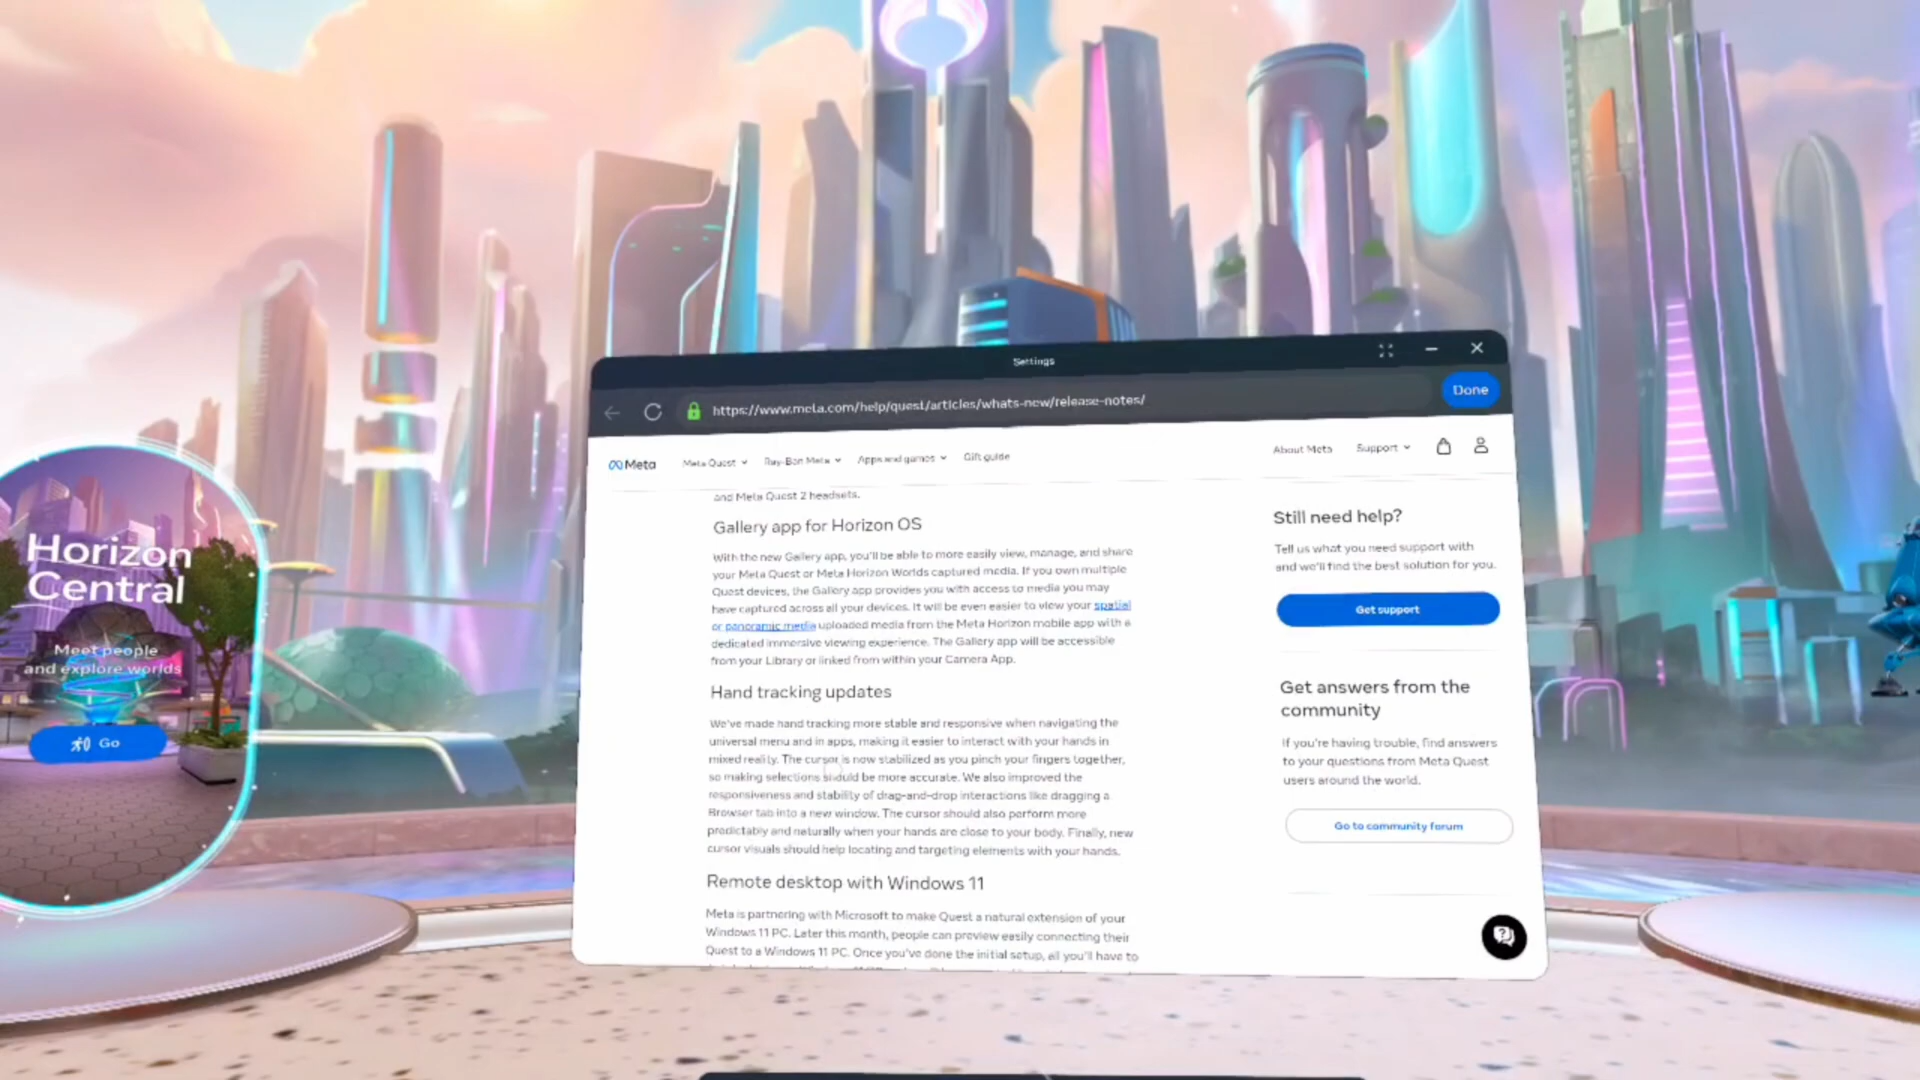 Settings
https://www.meta.com/help/quest/articles/whats-new/release-notes/
Done
Meta
Meta Quest
Ray-Ban Meta
Apps and games
Gift guide
About Meta
Support
and Meta Quest 2 headsets.
Gallery app for Horizon OS
With the new Gallery app, you'll be able to more easily view, manage, and share
your Meta Quest or Meta Horizon Worlds captured media. If you own multiple
Quest devices, the Gallery app provides you with access to media you may
have captured across all your devices. It will be even easier to view your spatial
or panoramic media uploaded media from the Meta Horizon mobile app with a
dedicated immersive viewing experience. The Gallery app will be accessible
from your Library or linked from within your Camera App.
Hand tracking updates
We've made hand tracking more stable and responsive when navigating the
universal menu and in apps, making it easier to interact with your hands in
mixed reality. The cursor is now stabilized as you pinch your fingers together,
so making selections should be more accurate. We also improved the
responsiveness and stability of drag-and-drop interactions like dragging a
Browser tab into a new window. The cursor should also perform more
predictably and naturally when your hands are close to your body. Finally, new
cursor visuals should help locating and targeting elements with your hands.
Remote desktop with Windows 11
Meta is partnering with Microsoft to make Quest a natural extension of your
Windows 11 PC. Later this month, people can preview easily connecting their
Quest to a Windows 11 PC. Once you've done the initial setup, all you'll have to
Still need help?
Tell us what you need support with
and we'll find the best solution for you.
Get support
Get answers from the
community
If you're having trouble, find answers
to your questions from Meta Quest
users around the world.
Go to community forum
Horizon
Central
Meet people
and explore worlds
Go